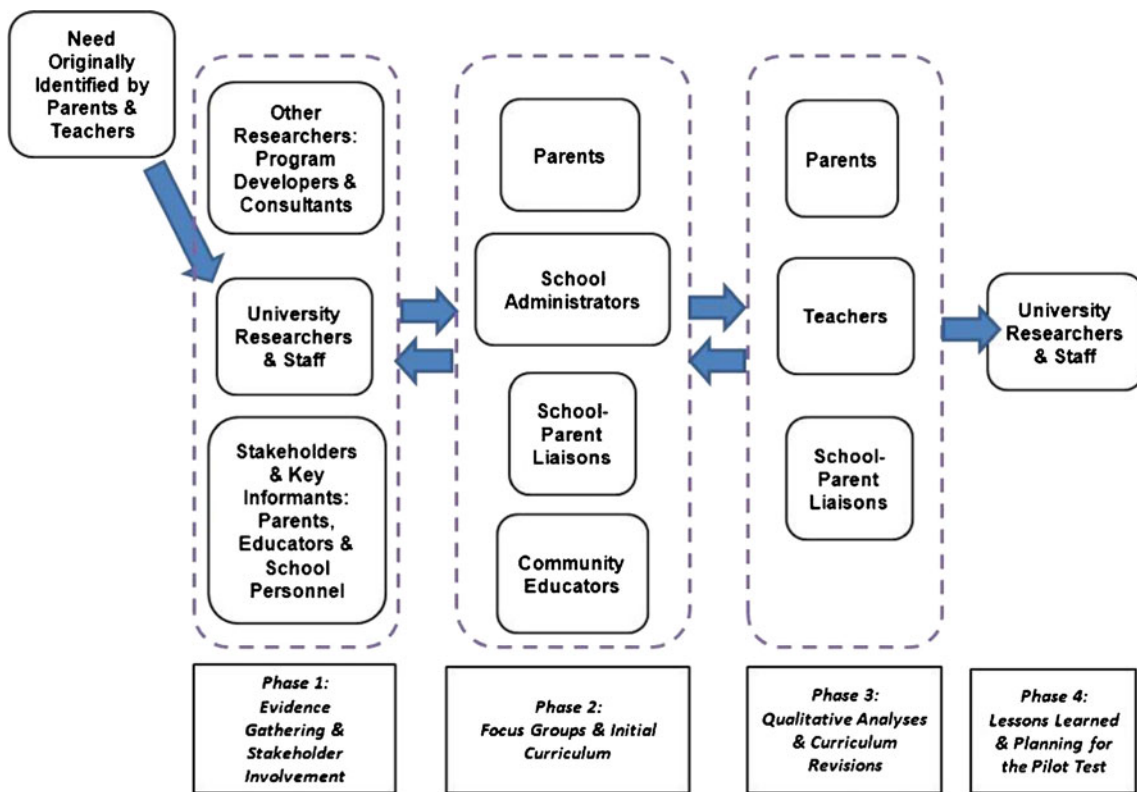 Need
Originally
Identified by
Parents &
Teachers
Other
Researchers:
Program
Developers &
Consultants
University
Researchers
& Staff
Stakeholders
& Key
Informants:
Parents,
Educators &
School
Personnel
Parents
School
Administrators
School-
Parent
Liaisons
Community
Educators
Parents
Teachers
School-
Parent
Liaisons
University
Researchers
& Staff
Phase 1:
Evidence
Gathering &
Stakeholder
Involvement
Phase 2:
Focus Groups & Initial
Curriculum
Phase 3:
Qualitative Analyses
& Curriculum
Revisions
Phase 4:
Lessons Learned
& Planning for
the Pilot Test